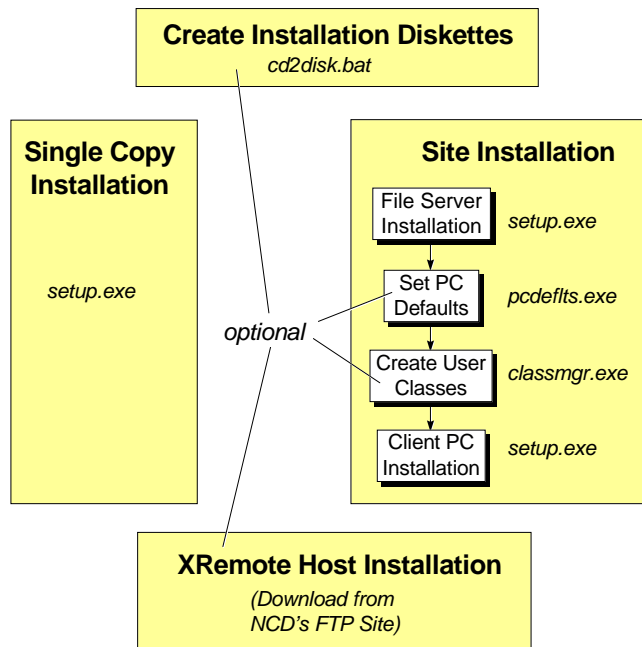 Create Installation Diskettes
cd2disk.bat
Single Copy
Installation
setup.exe
optional
Site Installation
File Server
Installation
setup.exe
Set PC
Defaults
pcdeflts.exe
Create User
Classes
classmgr.exe
Client PC
Installation
setup.exe
XRemote Host Installation
(Download from
NCD's FTP Site)